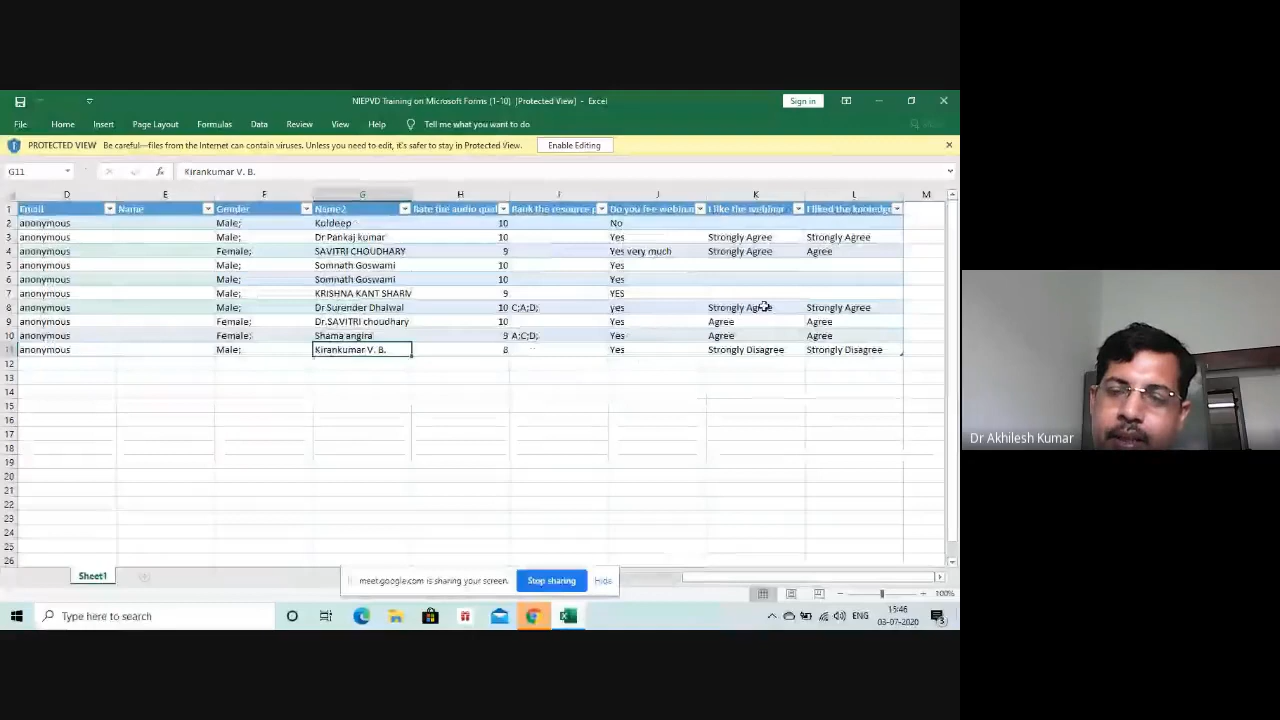 NIEPVD Training on Microsoft Forms (1-10) [Protected View] - Excel
Sign in
File Home Insert Page Layout Formulas Data Review View Help Tell me what you want to do
PROTECTED VIEW Be careful—files from the Internet can contain viruses. Unless you need to edit, it's safer to stay in Protected View. Enable Editing
G11 fx Kirankumar V. B.
D E F G H I J K L M
1 Email Name Gender Name2 Rate the audio qual Rank the resource p Do you fee webin I like the webinar I liked the knowledg
2 anonymous Male; Koldeep 10 No
3 anonymous Male; Dr Pankaj kumar 10 Yes Strongly Agree Strongly Agree
4 anonymous Female; SAVITRI CHOUDHARY 9 Yes very much Strongly Agree Agree
5 anonymous Male; Somnath Goswami 10 Yes
6 anonymous Male; Somnath Goswami 10 Yes
7 anonymous Male; KRISHNA KANT SHARM 9 YES
8 anonymous Male; Dr Surender Dhalwal 10 C;A;D; yes Strongly Agree Strongly Agree
9 anonymous Female; Dr.SAVITRI choudhary 10 Yes Agree Agree
10 anonymous Female; Shama angira 9 A;C;D; Yes Agree Agree
11 anonymous Male; Kirankumar V. B. 8 Yes Strongly Disagree Strongly Disagree
12
13
14
15
16
17
18
19
20
21
22
23
24
25
26
Dr Akhilesh Kumar
Sheet1
meet.google.com is sharing your screen. Stop sharing Hide
100%
Type here to search
ENG
15:46
03-07-2020